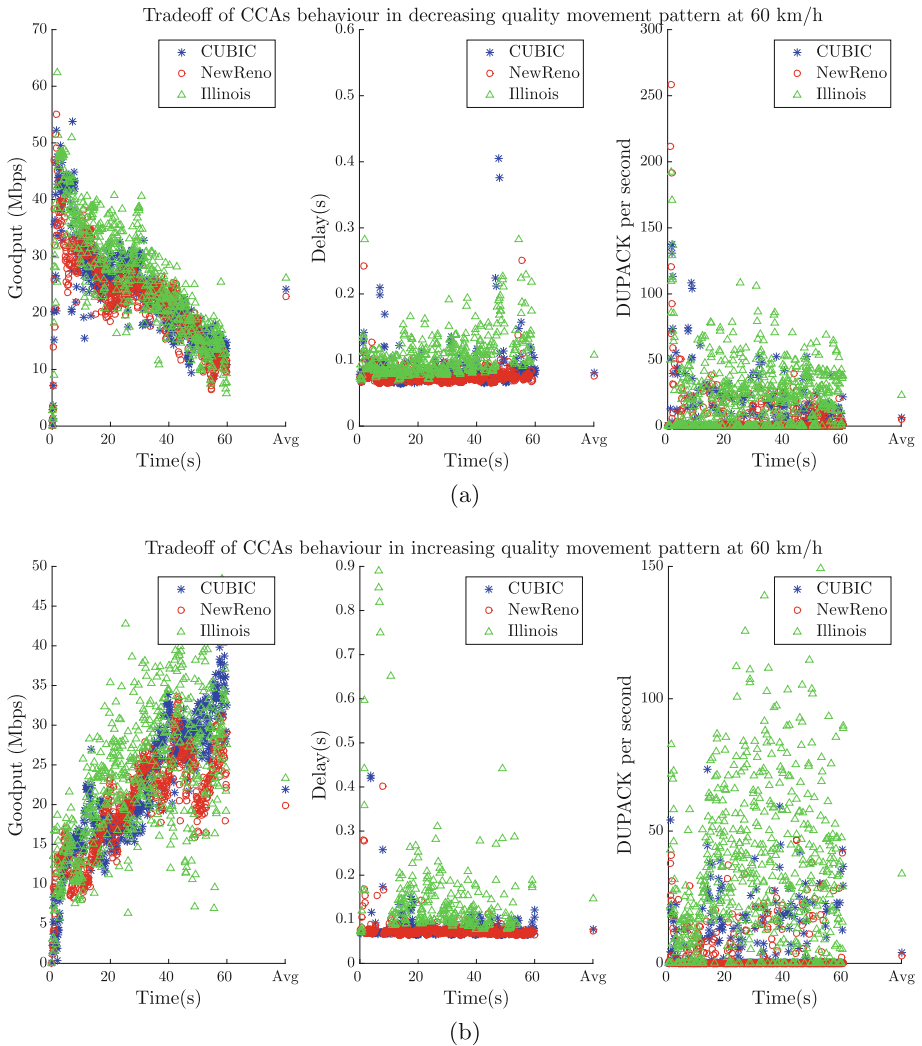 Tradeoff of CCAs behaviour in decreasing quality movement pattern at 60 km/h
70
60
50
40
30
20
10
0
Goodput (Mbps)
CUBIC
NewReno
Illinois
0 20 40 60 Avg
Time(s)
0.6
0.5
0.4
0.3
0.2
0.1
0
Delay(s)
CUBIC
NewReno
Illinois
0 20 40 60 Avg
Time(s)
300
250
200
150
100
50
0
DUPACK per second
CUBIC
NewReno
Illinois
0 20 40 60 Avg
Time(s)
(a)
Tradeoff of CCAs behaviour in increasing quality movement pattern at 60 km/h
50
45
40
35
30
25
20
15
10
5
0
Goodput (Mbps)
CUBIC
NewReno
Illinois
0 20 40 60 Avg
Time(s)
0.9
0.8
0.7
0.6
0.5
0.4
0.3
0.2
0.1
0
Delay(s)
CUBIC
NewReno
Illinois
0 20 40 60 Avg
Time(s)
150
100
50
0
DUPACK per second
CUBIC
NewReno
Illinois
0 20 40 60 Avg
Time(s)
(b)